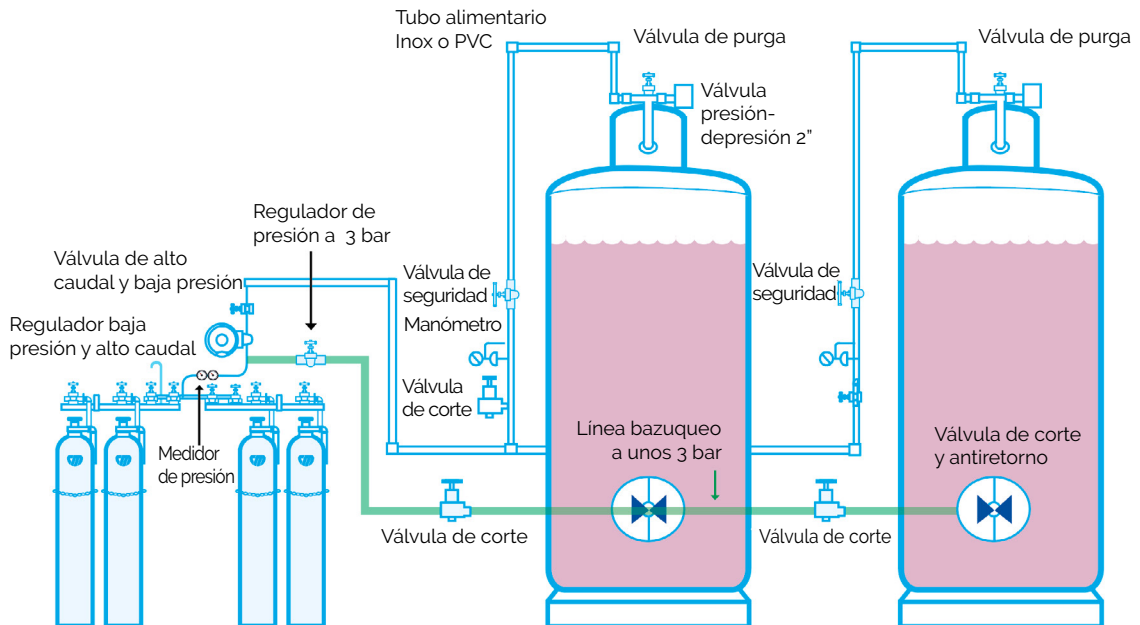 Tubo alimentario
Inox o PVC
Válvula de purga
Válvula de purga
Válvula
presión-
depresión 2”
Regulador de
presión a 3 bar
Válvula de alto
caudal y baja presión
Válvula de
seguridad
Válvula de
seguridad
Regulador baja
presión y alto caudal
Manómetro
Válvula
de corte
Medidor
de presión
Línea bazuqueo
a unos 3 bar
Válvula de corte
y antiretorno
Válvula de corte
Válvula de corte